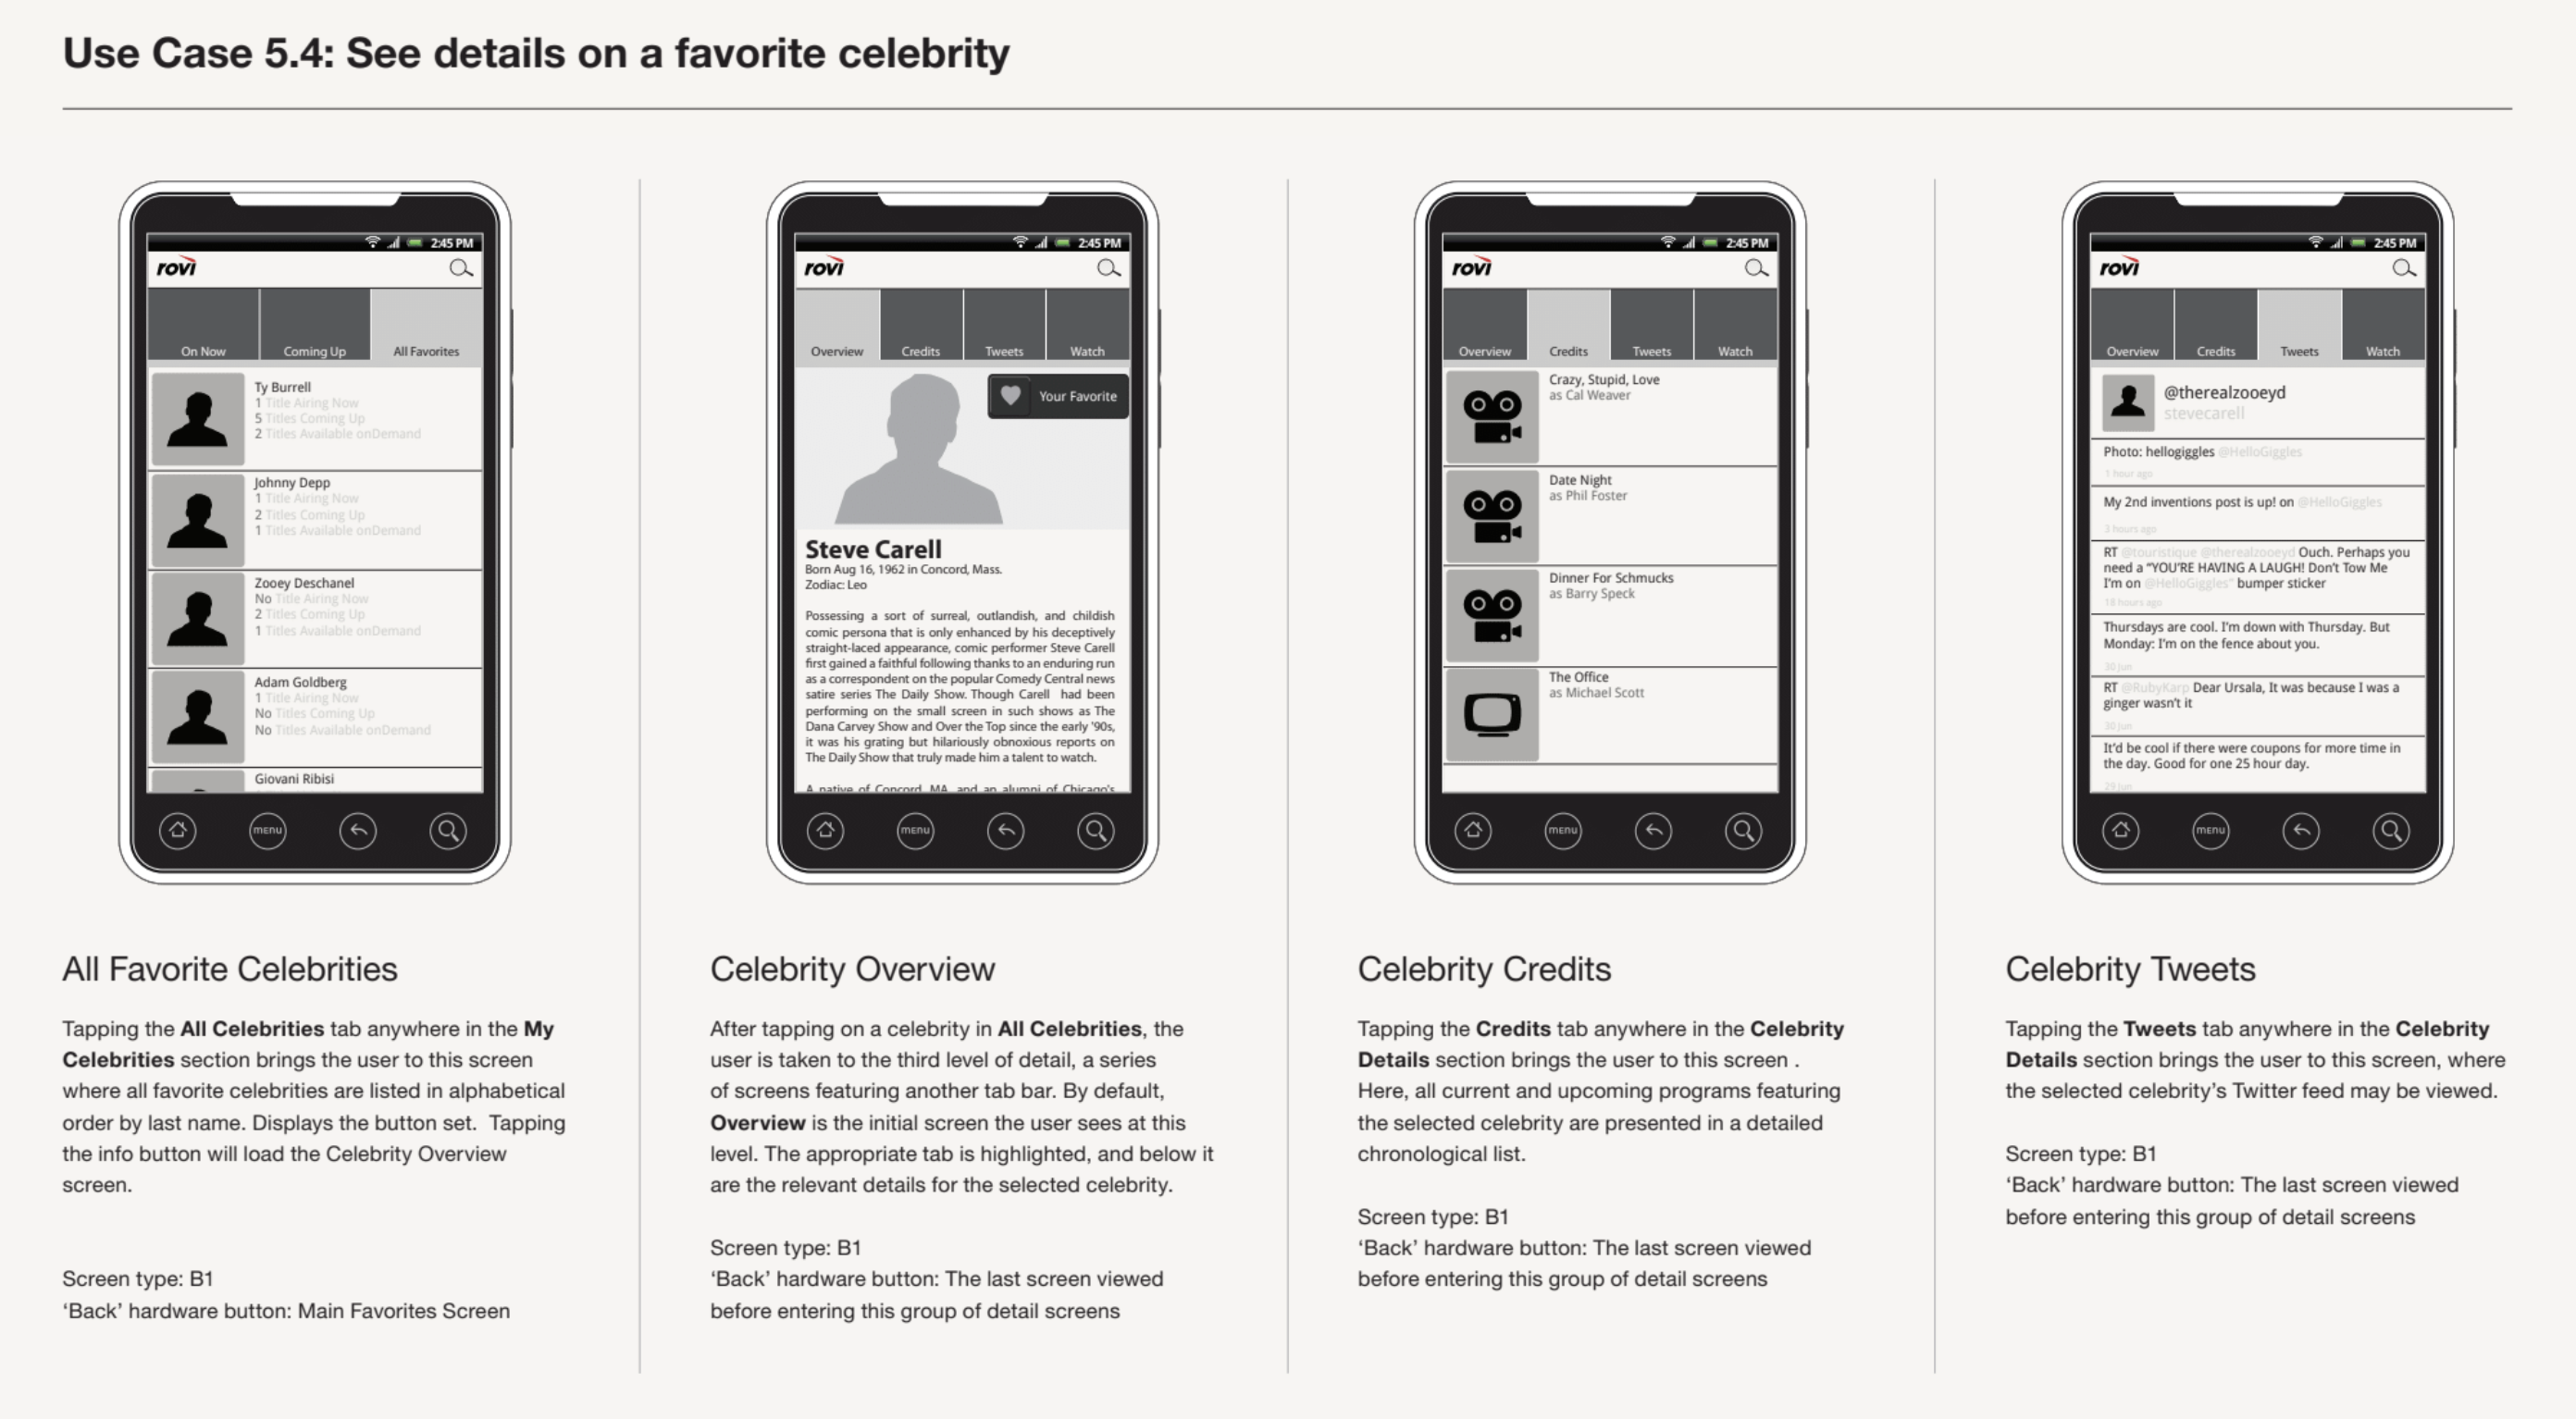 Use Case 5.4: See details on a favorite celebrity
2:45 PM
rovi
On Now
Coming Up
All Favorites
Ty Burrell
1 Title Airing Now
5 Titles Coming Up
2 Titles Available onDemand
Johnny Depp
1 Title Airing Now
2 Titles Coming Up
1 Titles Available onDemand
Zooey Deschanel
No Title Airing Now
2 Titles Coming Up
1 Titles Available onDemand
Adam Goldberg
1 Title Airing Now
No Titles Coming Up
No Titles Available onDemand
Giovani Ribisi
MENU
All Favorite Celebrities
Tapping the All Celebrities tab anywhere in the My
Celebrities section brings the user to this screen
where all favorite celebrities are listed in alphabetical
order by last name. Displays the button set.  Tapping
the info button will load the Celebrity Overview
screen.
Screen type: B1
‘Back’ hardware button: Main Favorites Screen
2:45 PM
rovi
Overview
Credits
Tweets
Watch
Your Favorite
Steve Carell
Born Aug 16, 1962 in Concord, Mass.
Zodiac: Leo
Possessing a sort of surreal, outlandish, and childish
comic persona that is only enhanced by his deceptively
straight-laced appearance, comic performer Steve Carell
first gained a faithful following thanks to an enduring run
as a correspondent on the popular Comedy Central news
satire series The Daily Show. Though Carell  had been
performing on the small screen in such shows as The
Dana Carvey Show and Over the Top since the early '90s,
it was his grating but hilariously obnoxious reports on
The Daily Show that truly made him a talent to watch.
A native of Concord, MA, and an alumni of Chicago's
MENU
Celebrity Overview
After tapping on a celebrity in All Celebrities, the
user is taken to the third level of detail, a series
of screens featuring another tab bar. By default,
Overview is the initial screen the user sees at this
level. The appropriate tab is highlighted, and below it
are the relevant details for the selected celebrity.
Screen type: B1
‘Back’ hardware button: The last screen viewed
before entering this group of detail screens
2:45 PM
rovi
Overview
Credits
Tweets
Watch
Crazy, Stupid, Love
as Cal Weaver
Date Night
as Phil Foster
Dinner For Schmucks
as Barry Speck
The Office
as Michael Scott
MENU
Celebrity Credits
Tapping the Credits tab anywhere in the Celebrity
Details section brings the user to this screen .
Here, all current and upcoming programs featuring
the selected celebrity are presented in a detailed
chronological list.
Screen type: B1
‘Back’ hardware button: The last screen viewed
before entering this group of detail screens
2:45 PM
rovi
Overview
Credits
Tweets
Watch
@therealzooeyd
stevecarell
Photo: hellogiggles @HelloGiggles
1 hour ago
My 2nd inventions post is up! on @HelloGiggles
3 hours ago
RT @touristique @therealzooeyd Ouch. Perhaps you
need a “YOU'RE HAVING A LAUGH! Don't Tow Me
I'm on @HelloGiggles” bumper sticker
18 hours ago
Thursdays are cool. I'm down with Thursday. But
Monday: I'm on the fence about you.
30 Jun
RT @RubyKarp Dear Ursala, It was because I was a
ginger wasn't it
30 Jun
It'd be cool if there were coupons for more time in
the day. Good for one 25 hour day.
29 Jun
MENU
Celebrity Tweets
Tapping the Tweets tab anywhere in the Celebrity
Details section brings the user to this screen, where
the selected celebrity’s Twitter feed may be viewed.
Screen type: B1
‘Back’ hardware button: The last screen viewed
before entering this group of detail screens